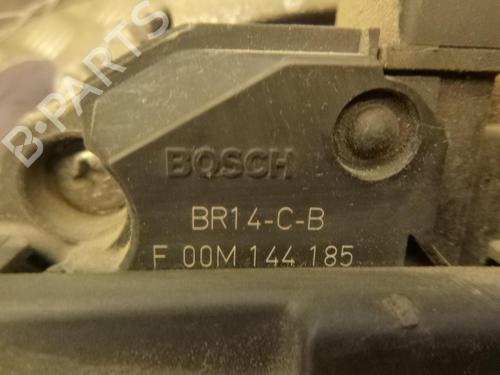 B-PARTS
BOSCH
BR14-C-B
F 00M 144 185